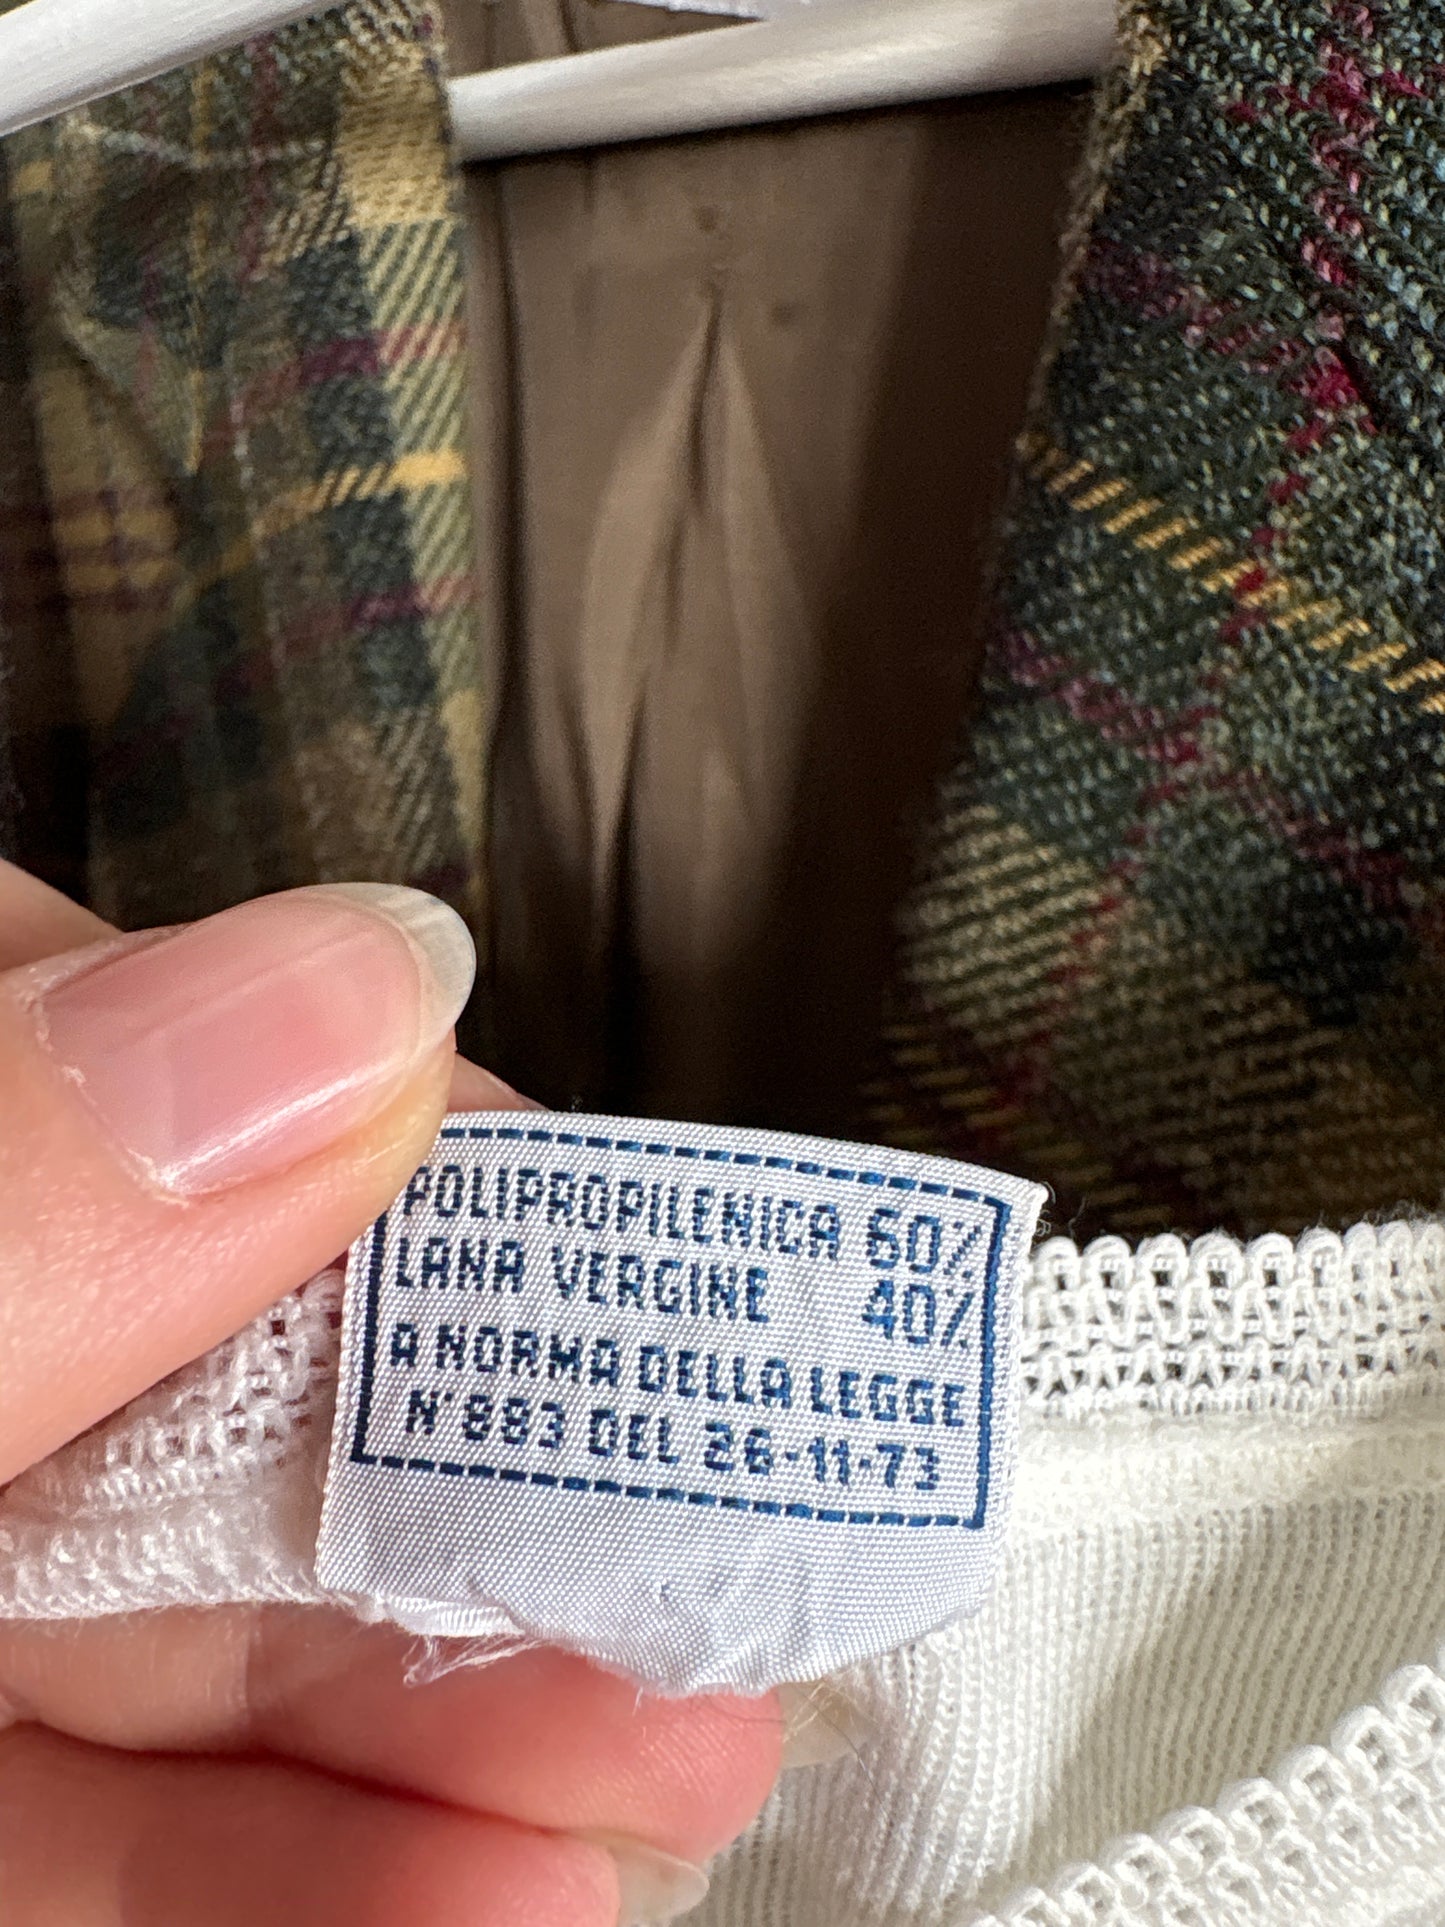 POLIPROPILENICA 60%
LANA VERGINE 40%
A NORMA DELLA LEGGE
N° 883 DEL 26-11-73